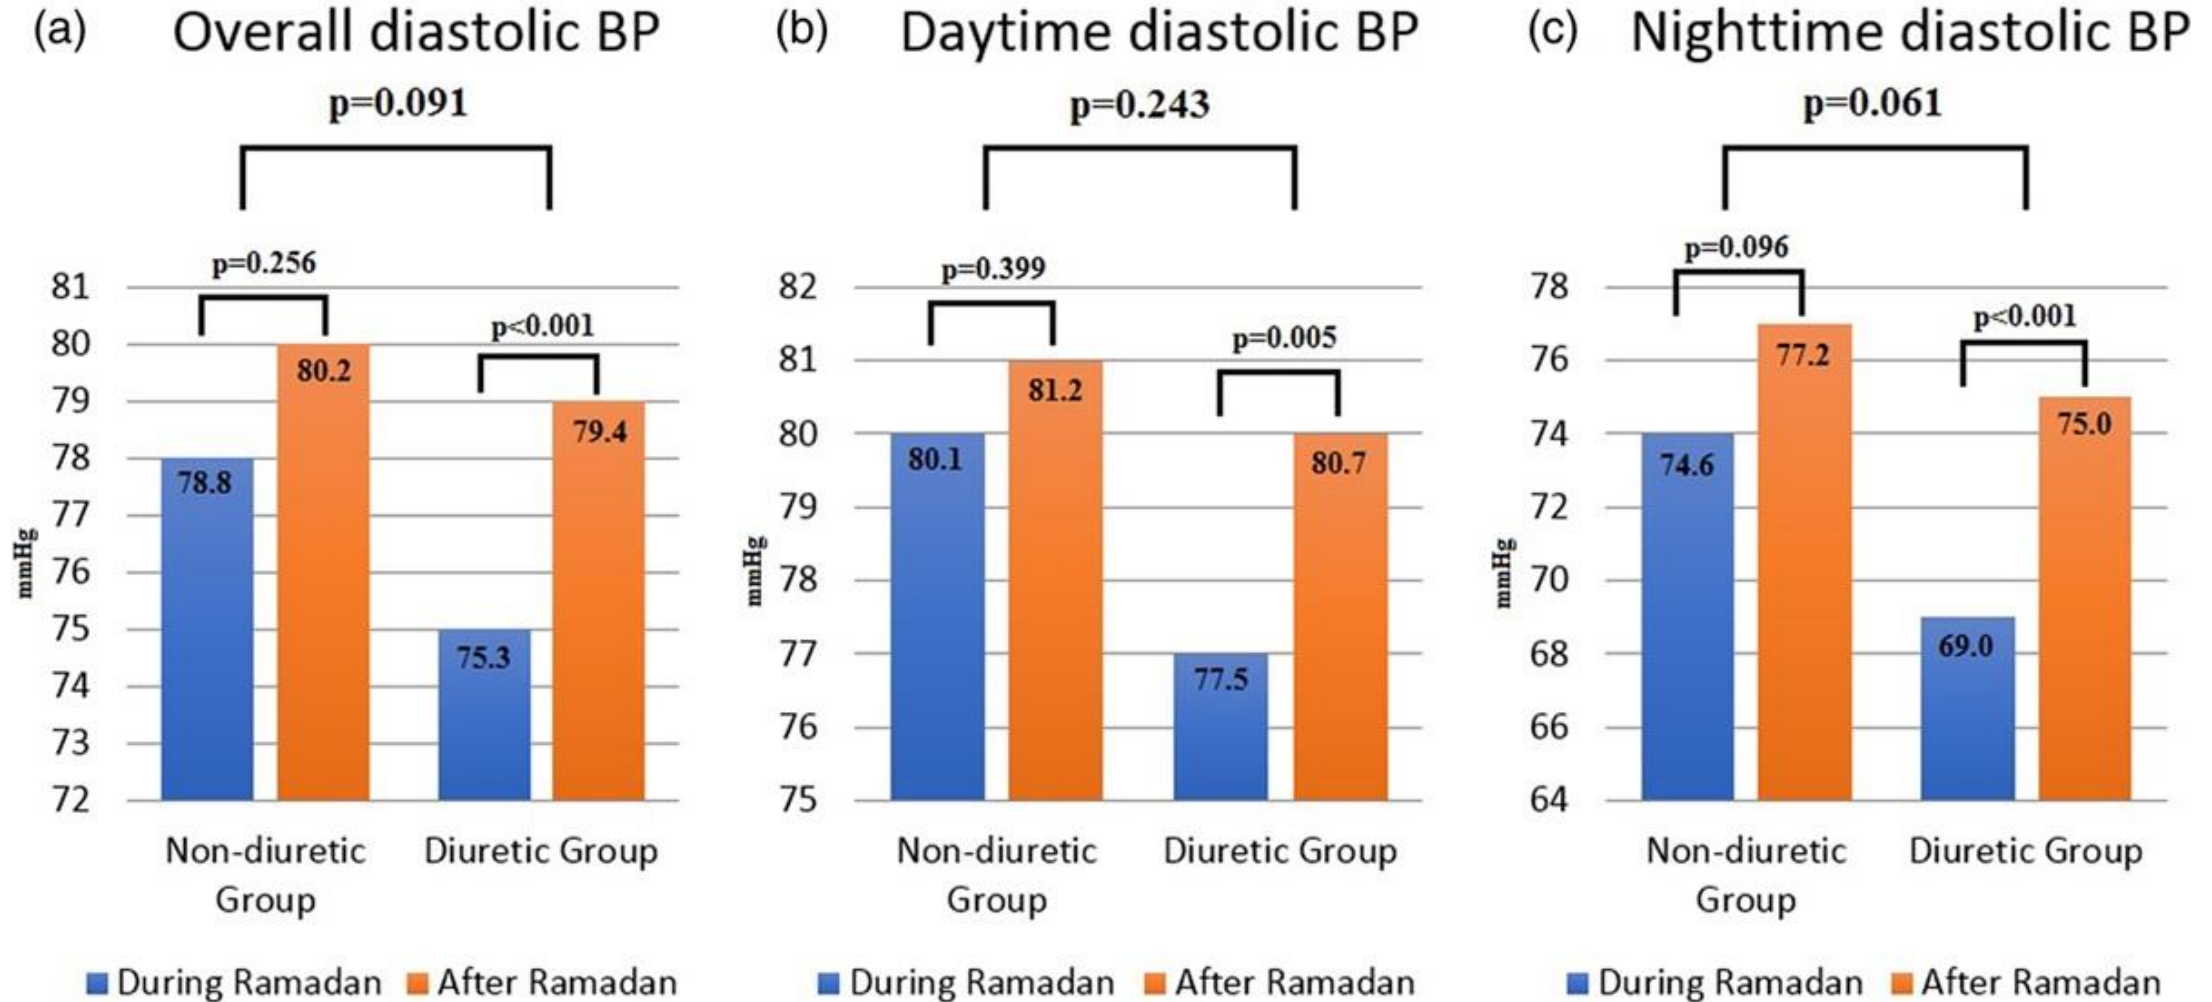 (a) Overall diastolic BP
p=0.091
p=0.256
p<0.001
81
80
79
78
77
76
75
74
73
72
mmHg
78.8
80.2
75.3
79.4
Non-diuretic
Group
Diuretic Group
During Ramadan After Ramadan
(b) Daytime diastolic BP
p=0.243
p=0.399
p=0.005
82
81
80
79
78
77
76
75
mmHg
80.1
81.2
77.5
80.7
Non-diuretic
Group
Diuretic Group
During Ramadan After Ramadan
(c) Nighttime diastolic BP
p=0.061
p=0.096
p<0.001
78
76
74
72
70
68
66
64
mmHg
74.6
77.2
69.0
75.0
Non-diuretic
Group
Diuretic Group
During Ramadan After Ramadan